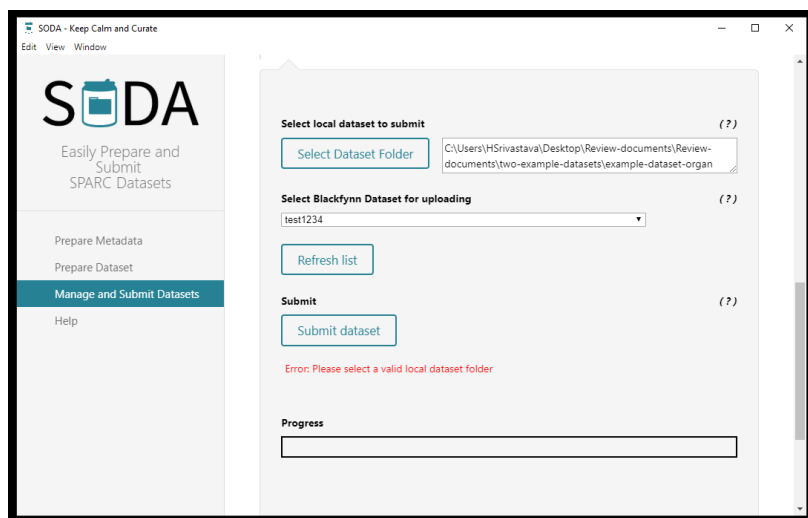 SODA - Keep Calm and Curate
Edit View Window
SODA
Easily Prepare and
Submit
SPARC Datasets
Prepare Metadata
Prepare Dataset
Manage and Submit Datasets
Help
Select local dataset to submit (?)
Select Dataset Folder
C:\Users\HSrivastava\Desktop\Review-documents\Review-
documents\two-example-datasets\example-dataset-organ
Select Blackfynn Dataset for uploading (?)
test1234
Refresh list
Submit (?)
Submit dataset
Error: Please select a valid local dataset folder
Progress